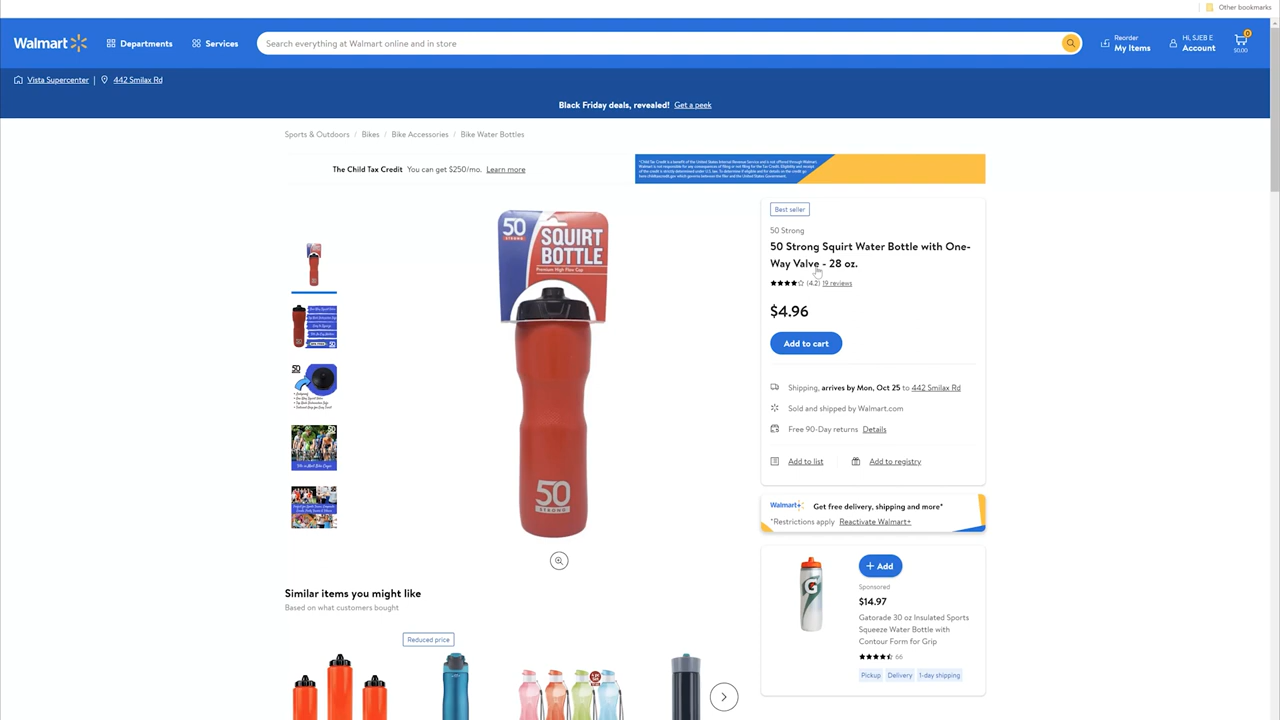 Other bookmarks
Walmart
Departments
Services
Search everything at Walmart online and in store
Reorder
My Items
Hi, SJEB E
Account
0
$0.00
Vista Supercenter
442 Smilax Rd
Black Friday deals, revealed! Get a peek
Sports & Outdoors / Bikes / Bike Accessories / Bike Water Bottles
The Child Tax Credit You can get $250/mo. Learn more
50
STRONG
SQUIRT
BOTTLE
Premium High-Flow Cap
50
STRONG
Best seller
50 Strong
50 Strong Squirt Water Bottle with One-
Way Valve - 28 oz.
(4.2) 19 reviews
$4.96
Add to cart
Shipping, arrives by Mon, Oct 25 to 442 Smilax Rd
Sold and shipped by Walmart.com
Free 90-Day returns Details
Add to list
Add to registry
Walmart+
Get free delivery, shipping and more*
*Restrictions apply Reactivate Walmart+
G
+ Add
Sponsored
$14.97
Gatorade 30 oz Insulated Sports
Squeeze Water Bottle with
Contour Form for Grip
66
Pickup
Delivery
1-day shipping
Similar items you might like
Based on what customers bought
Reduced price